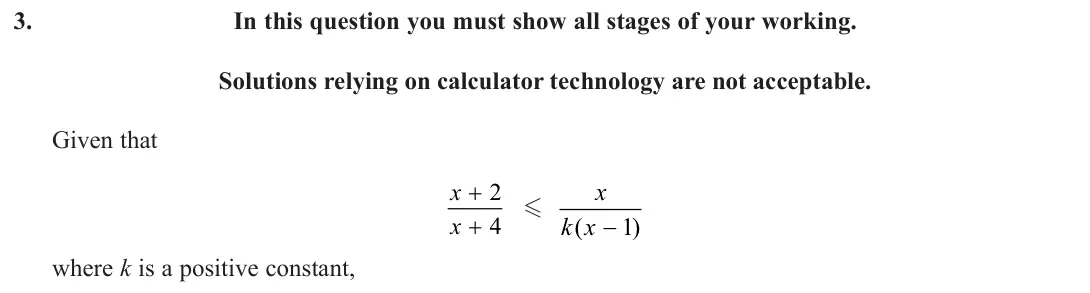 3. In this question you must show all stages of your working.
Solutions relying on calculator technology are not acceptable.
Given that
x + 2 / x + 4 ⩽ x / k(x – 1)
where k is a positive constant,